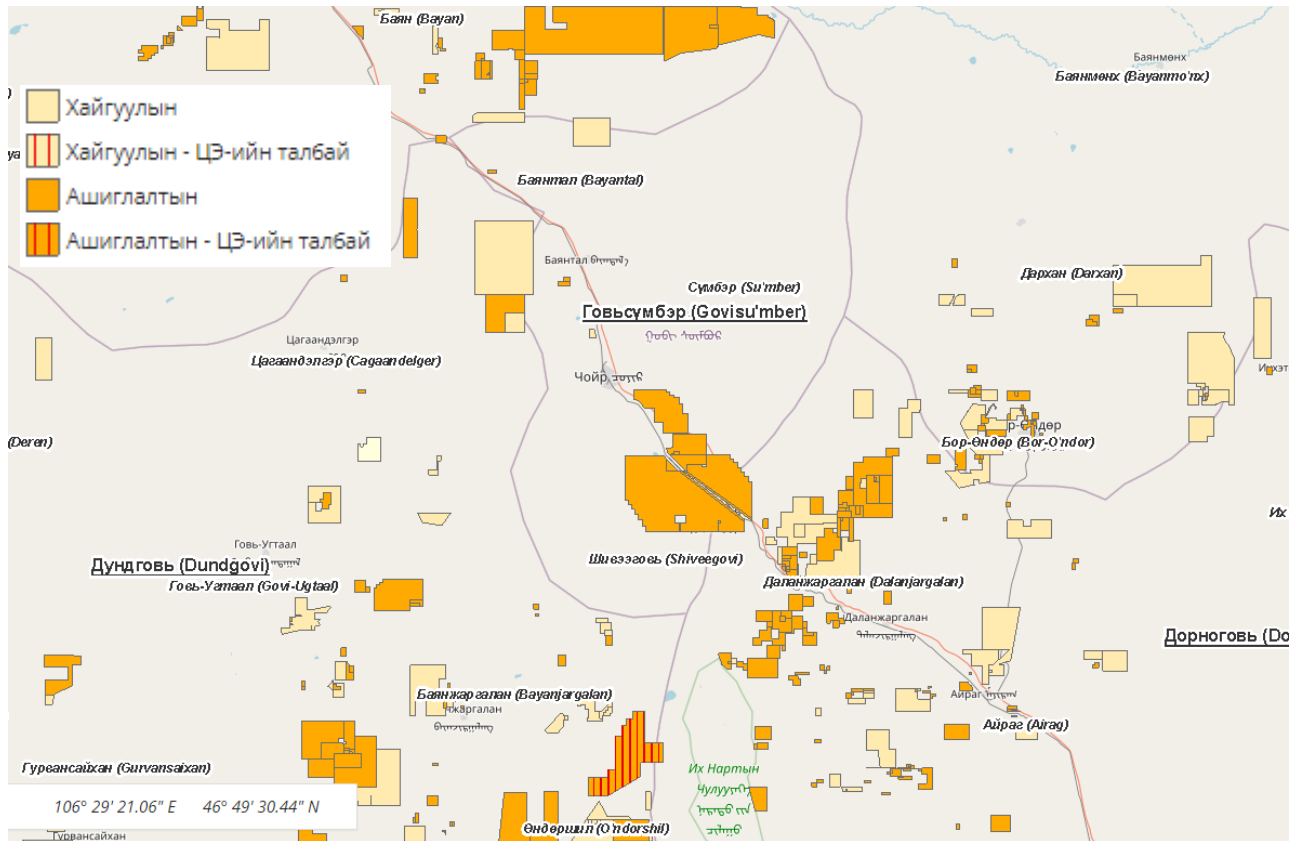 Баян (Bayan)
Баянмөнх
Баянмөнх (Bayanmo'nx)
Хайгуулын
Хайгуулын - ЦЭ-ийн талбай
Ашиглалтын
Ашиглалтын - ЦЭ-ийн талбай
Баянтал (Bayantal)
Баянтал
Дархан (Darxan)
Сүмбэр (Su'mber)
Говьсүмбэр (Govisu'mber)
Цагаандэлгэр
Цагаандэлгэр (Cagaandelger)
Чойр
(Deren)
Бор-Өндөр (Bor-O'ndor)
Их
Говь-Угтаал
Дундговь (Dundgovi)
Говь-Угтаал (Govi-Ugtaal)
Шивээговь (Shiveegovi)
Даланжаргалан (Dalanjargalan)
Даланжаргалан
Дорноговь (Do
Баянжаргалан (Bayanjargalan)
нжаргалан
Айраг
Айраг (Airag)
Гурвансайхан (Gurvansaixan)
Их Нартын
Чулуу
106° 29' 21.06" E 46° 49' 30.44" N
Өндөршил (O'ndorshil)
Гурвансайхан